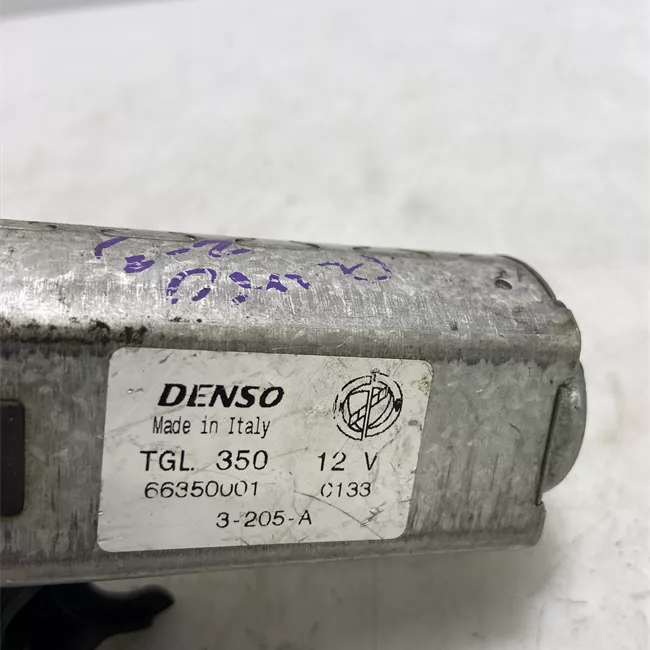 DENSO
Made in Italy
TGL. 350 12 V
66350001 C133
3-205-A